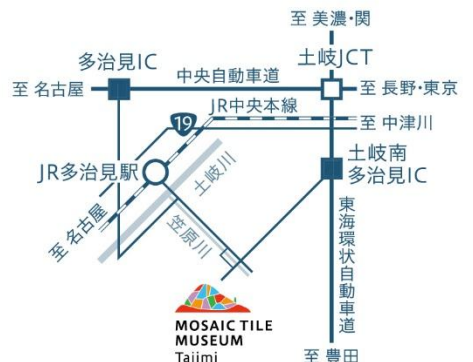 至 美濃・関
多治見IC
土岐JCT
中央自動車道
至 名古屋
至 長野・東京
JR中央本線
19
至 中津川
土岐南
多治見IC
JR多治見駅
土岐川
至 名古屋
笠原川
東海環状自動車道
MOSAIC TILE
MUSEUM
Tajimi
至 豊田